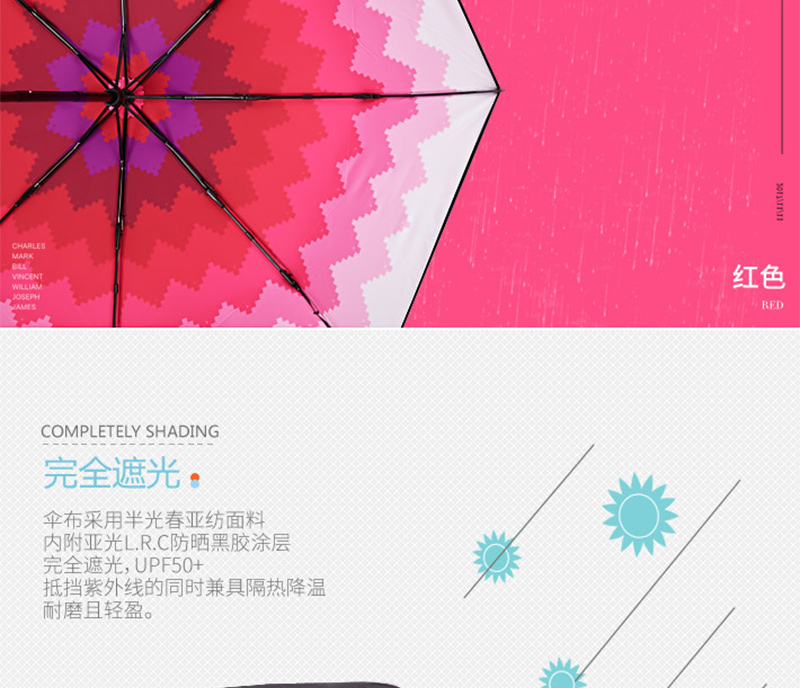 CHARLES
MARK
BILL
VINCENT
WILLIAM
JOSEPH
JAMES
红色
RED
COMPLETELY SHADING
完全遮光
伞布采用半光春亚纺面料
内附亚光L.R.C防晒黑胶涂层
完全遮光,UPF50+
抵挡紫外线的同时兼具隔热降温
耐磨且轻盈。